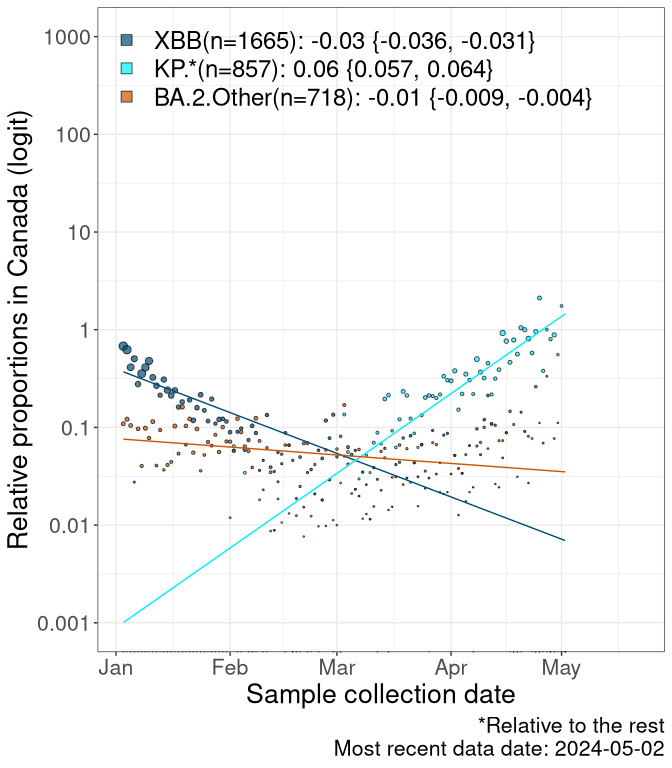 XBB(n=1665): -0.03 {-0.036, -0.031}
KP.*(n=857): 0.06 {0.057, 0.064}
BA.2.Other(n=718): -0.01 {-0.009, -0.004}
Relative proportions in Canada (logit)
1000
100
10
1
0.1
0.01
0.001
Jan Feb Mar Apr May
Sample collection date
*Relative to the rest
Most recent data date: 2024-05-02